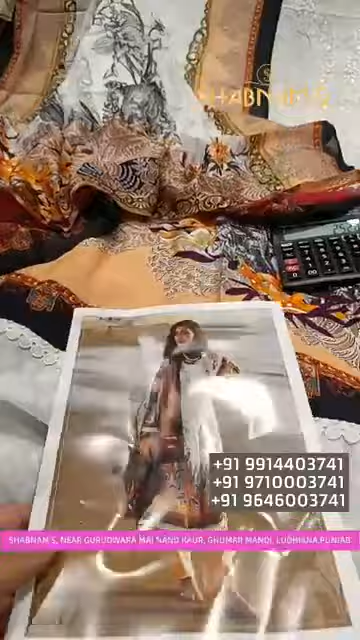 SHABNAM'S
+91 9914403741
+91 9710003741
+91 9646003741
SHABNAM'S, NEAR GURUDWARA MAI NAND KAUR, GHUMAR MANDI, LUDHIANA PUNJAB